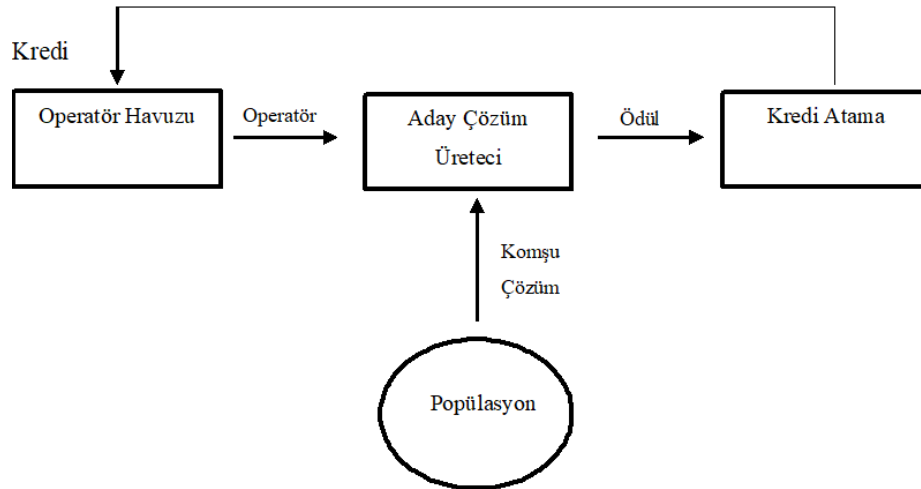 Kredi
Operatör Havuzu
Operatör
Aday Çözüm
Üreteci
Ödül
Kredi Atama
Komşu
Çözüm
Popülasyon